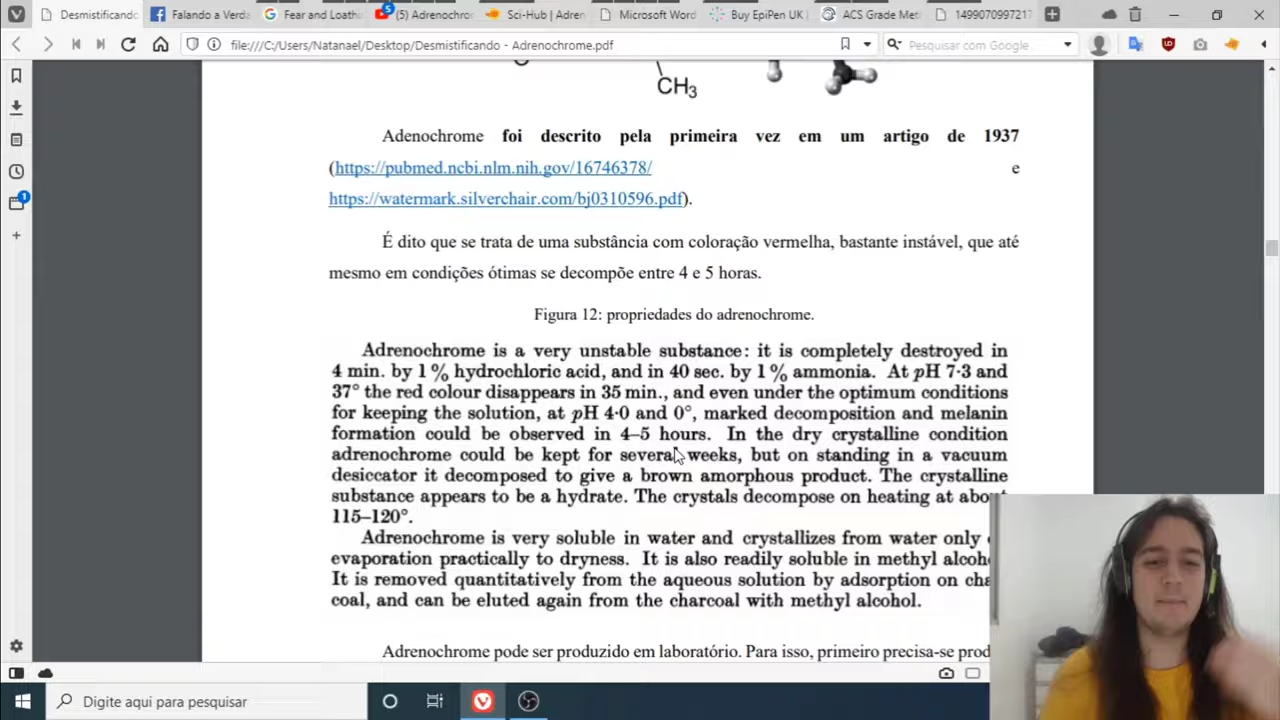 Desmistificando
Falando a Verda
Fear and Loath
5
(5) Adrenochro
Sci-Hub | Adren
Microsoft Word
Buy EpiPen UK |
ACS Grade Met
1499070997217
file:///C:/Users/Natanael/Desktop/Desmistificando - Adrenochrome.pdf
Pesquisar com Google
1
CH3
Adenochrome foi descrito pela primeira vez em um artigo de 1937
(https://pubmed.ncbi.nlm.nih.gov/16746378/ e
https://watermark.silverchair.com/bj0310596.pdf).
É dito que se trata de uma substância com coloração vermelha, bastante instável, que até
mesmo em condições ótimas se decompõe entre 4 e 5 horas.
Figura 12: propriedades do adrenochrome.
Adrenochrome is a very unstable substance: it is completely destroyed in
4 min. by 1% hydrochloric acid, and in 40 sec. by 1% ammonia. At pH 7·3 and
37° the red colour disappears in 35 min., and even under the optimum conditions
for keeping the solution, at pH 4·0 and 0°, marked decomposition and melanin
formation could be observed in 4–5 hours. In the dry crystalline condition
adrenochrome could be kept for several weeks, but on standing in a vacuum
desiccator it decomposed to give a brown amorphous product. The crystalline
substance appears to be a hydrate. The crystals decompose on heating at about
115–120°.
Adrenochrome is very soluble in water and crystallizes from water only
evaporation practically to dryness. It is also readily soluble in methyl alcoh
It is removed quantitatively from the aqueous solution by adsorption on cha
coal, and can be eluted again from the charcoal with methyl alcohol.
Adrenochrome pode ser produzido em laboratório. Para isso, primeiro precisa-se prod
Digite aqui para pesquisar